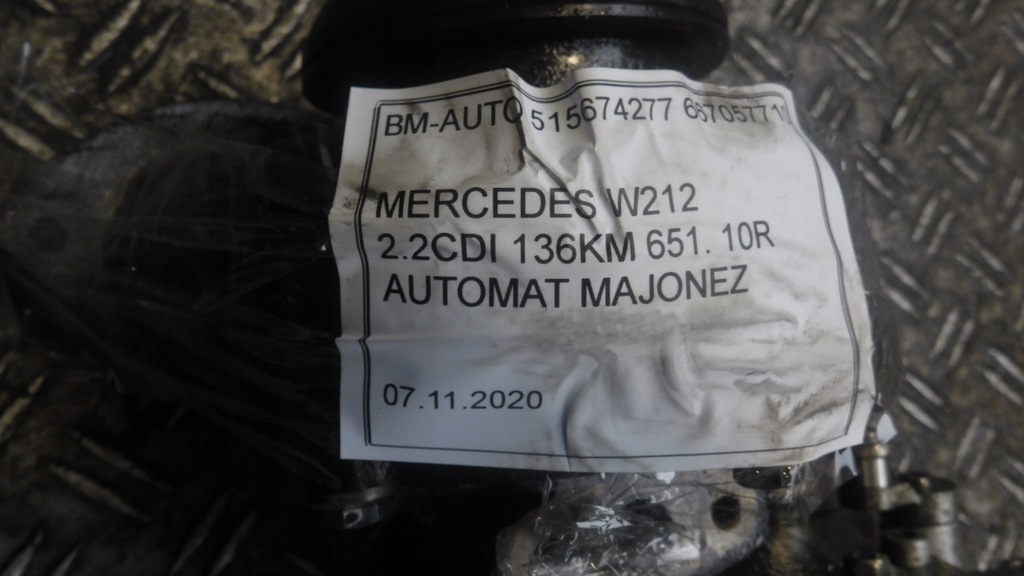 BM-AUTO 515674277
MERCEDES W212
2.2CDI 136KM 651. 10R
AUTOMAT MAJONEZ
07.11.2020